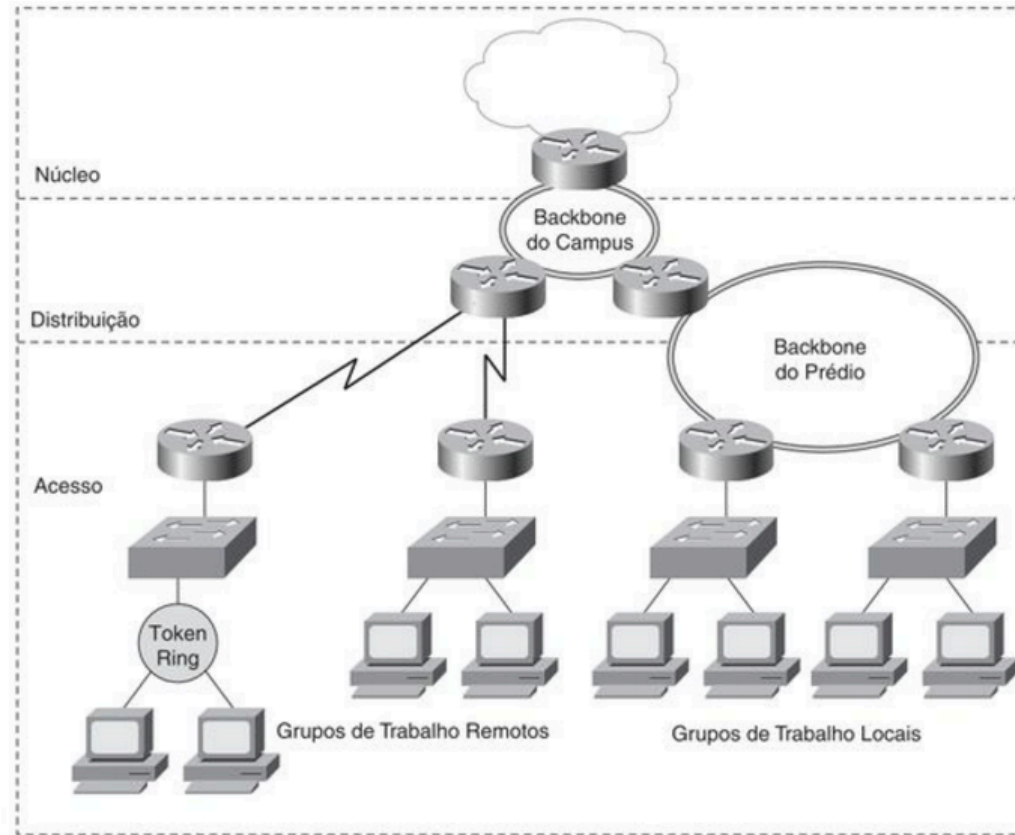 Núcleo
Backbone
do Campus
Distribuição
Backbone
do Prédio
Acesso
Token
Ring
Grupos de Trabalho Remotos
Grupos de Trabalho Locais